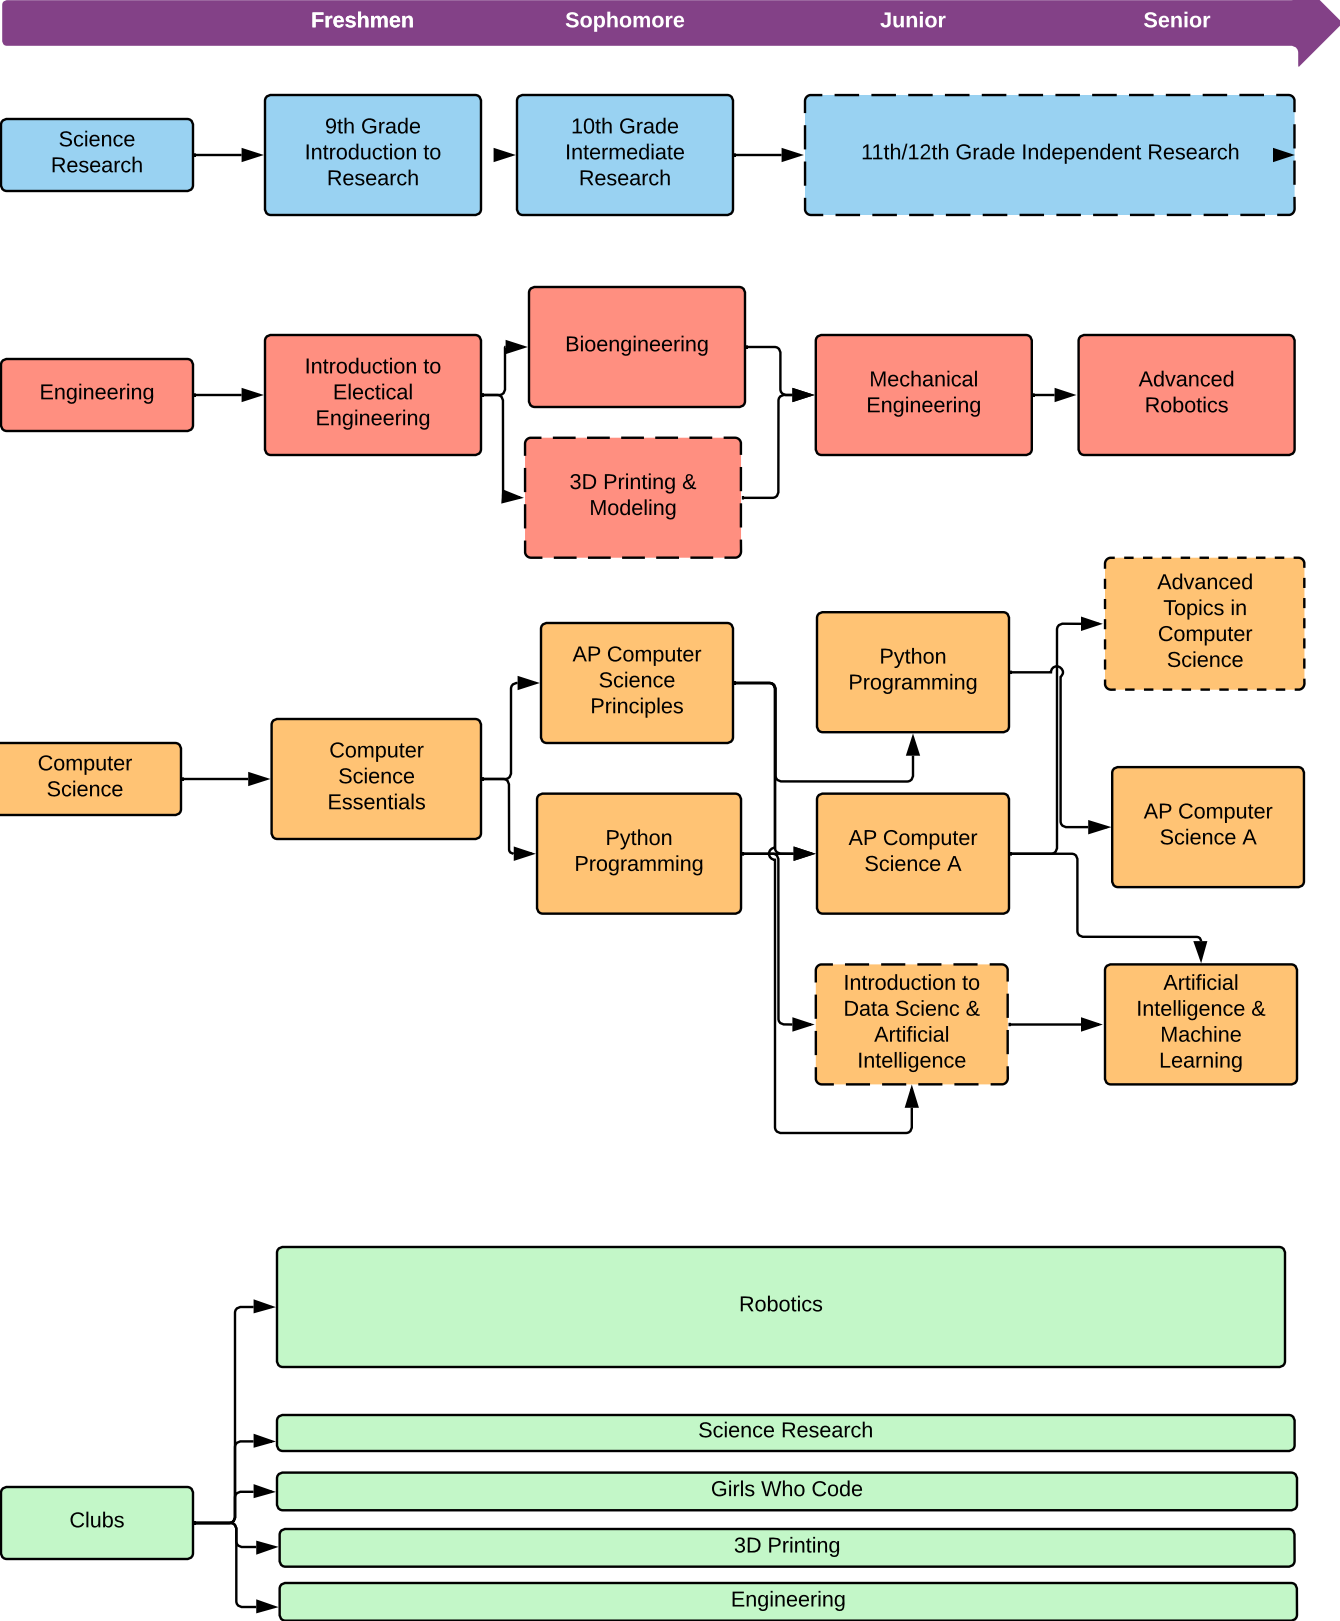 Freshmen
Sophomore
Junior
Senior
Science
Research
9th Grade
Introduction to
Research
10th Grade
Intermediate
Research
11th/12th Grade Independent Research
Engineering
Introduction to
Electical
Engineering
Bioengineering
3D Printing &
Modeling
Mechanical
Engineering
Advanced
Robotics
Computer
Science
Computer
Science
Essentials
AP Computer
Science
Principles
Python
Programming
Python
Programming
AP Computer
Science A
Introduction to
Data Scienc &
Artificial
Intelligence
Advanced
Topics in
Computer
Science
AP Computer
Science A
Artificial
Intelligence &
Machine
Learning
Clubs
Robotics
Science Research
Girls Who Code
3D Printing
Engineering